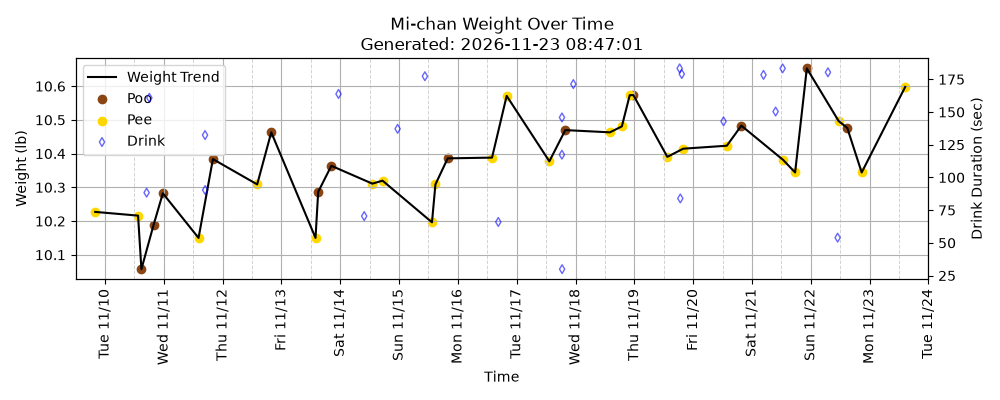 Mi-chan Weight Over Time
Generated: 2026-11-23 08:47:01
Weight Trend
Poo
Pee
Drink
Weight (lb)
10.6
10.5
10.4
10.3
10.2
10.1
175
150
125
100
75
50
25
Drink Duration (sec)
Tue 11/10
Wed 11/11
Thu 11/12
Fri 11/13
Sat 11/14
Sun 11/15
Mon 11/16
Tue 11/17
Wed 11/18
Thu 11/19
Fri 11/20
Sat 11/21
Sun 11/22
Mon 11/23
Tue 11/24
Time